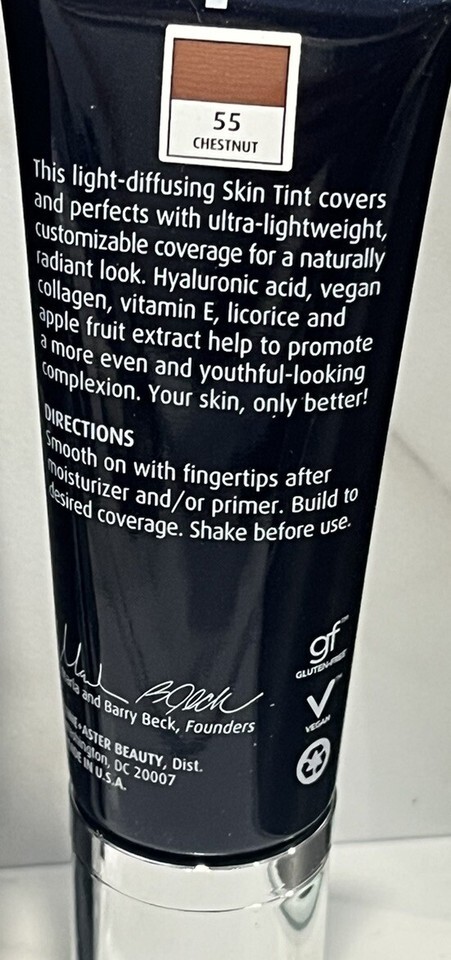 55
CHESTNUT
This light-diffusing Skin Tint covers
and perfects with ultra-lightweight,
customizable coverage for a naturally
radiant look. Hyaluronic acid, vegan
collagen, vitamin E, licorice and
apple fruit extract help to promote
a more even and youthful-looking
complexion. Your skin, only better!
DIRECTIONS
Smooth on with fingertips after
moisturizer and/or primer. Build to
desired coverage. Shake before use.
and Barry Beck, Founders
ASTER BEAUTY, Dist.
DC 20007
IN U.S.A.
gf™
GLUTEN-FREE
VEGAN